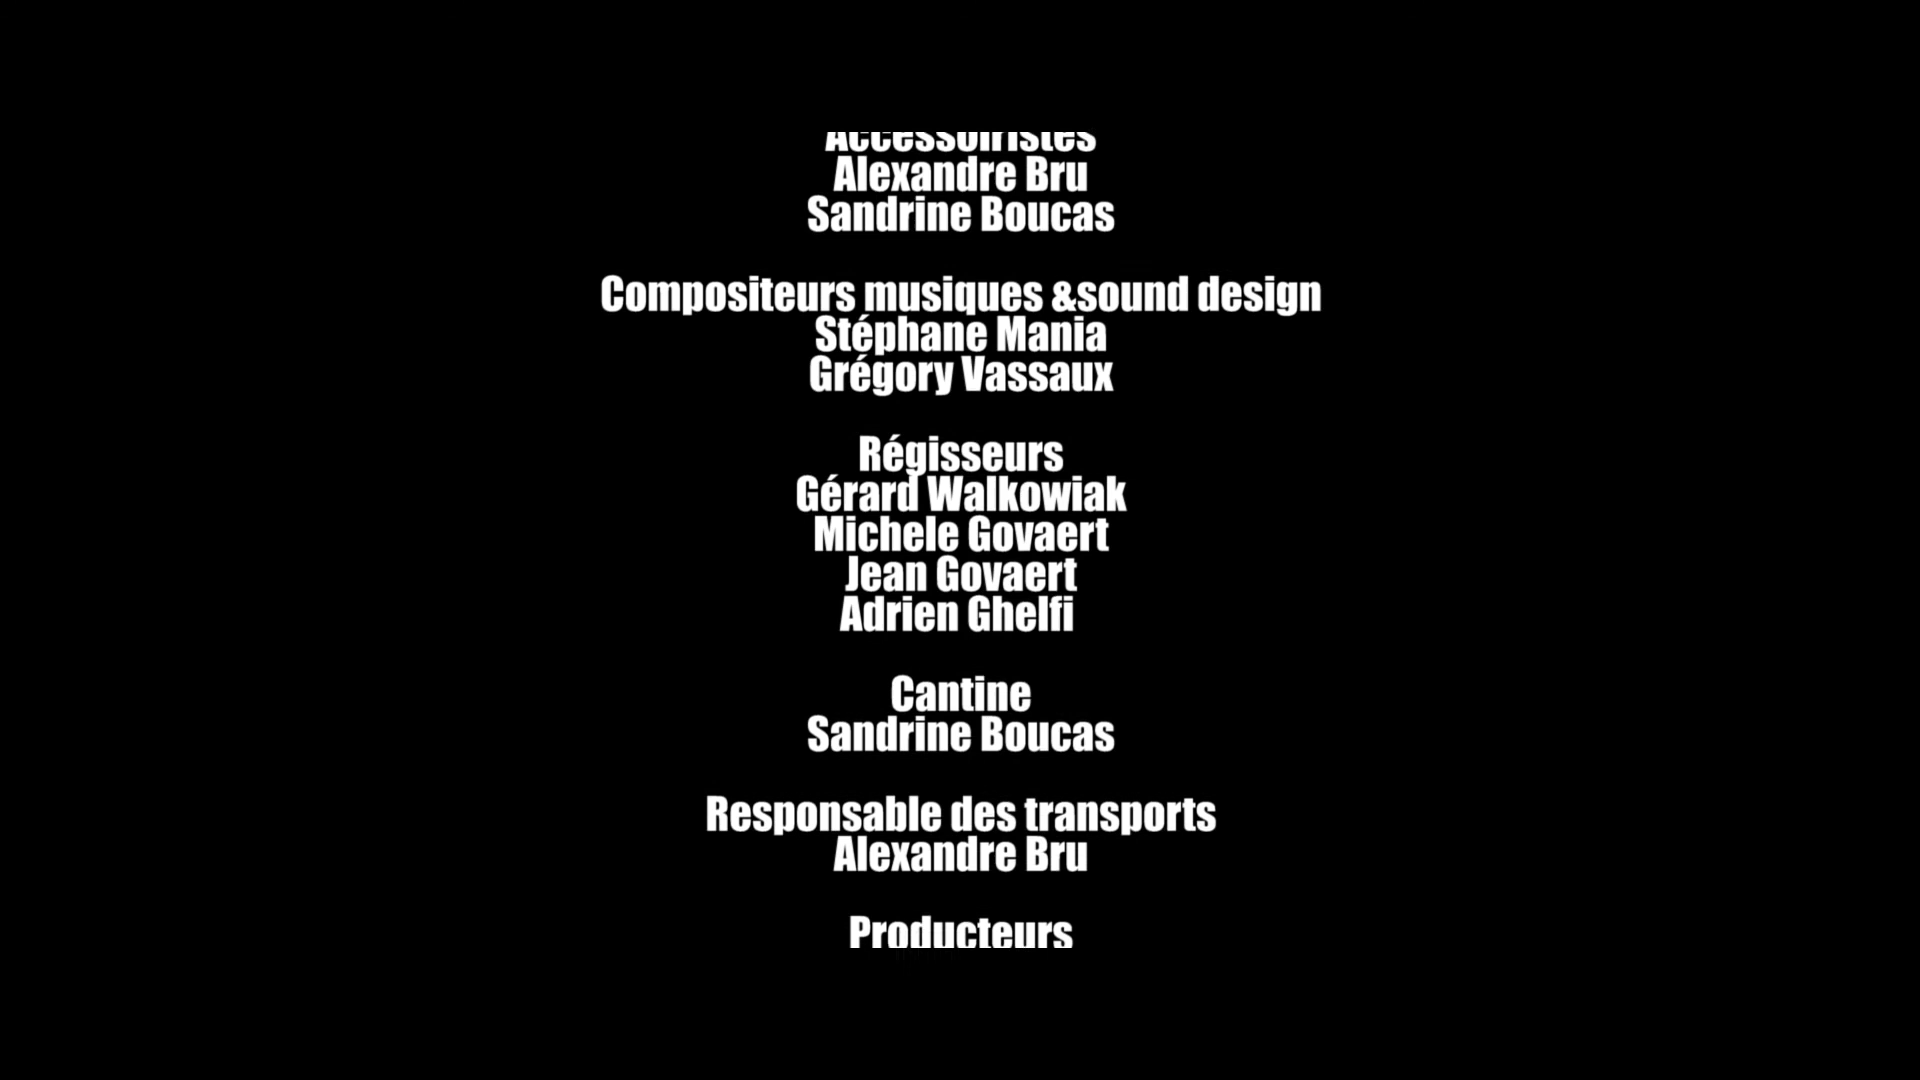 Accessoiristes
Alexandre Bru
Sandrine Boucas
Compositeurs musiques &sound design
Stéphane Mania
Grégory Vassaux
Régisseurs
Gérard Walkowiak
Michele Govaert
Jean Govaert
Adrien Ghelfi
Cantine
Sandrine Boucas
Responsable des transports
Alexandre Bru
Producteurs